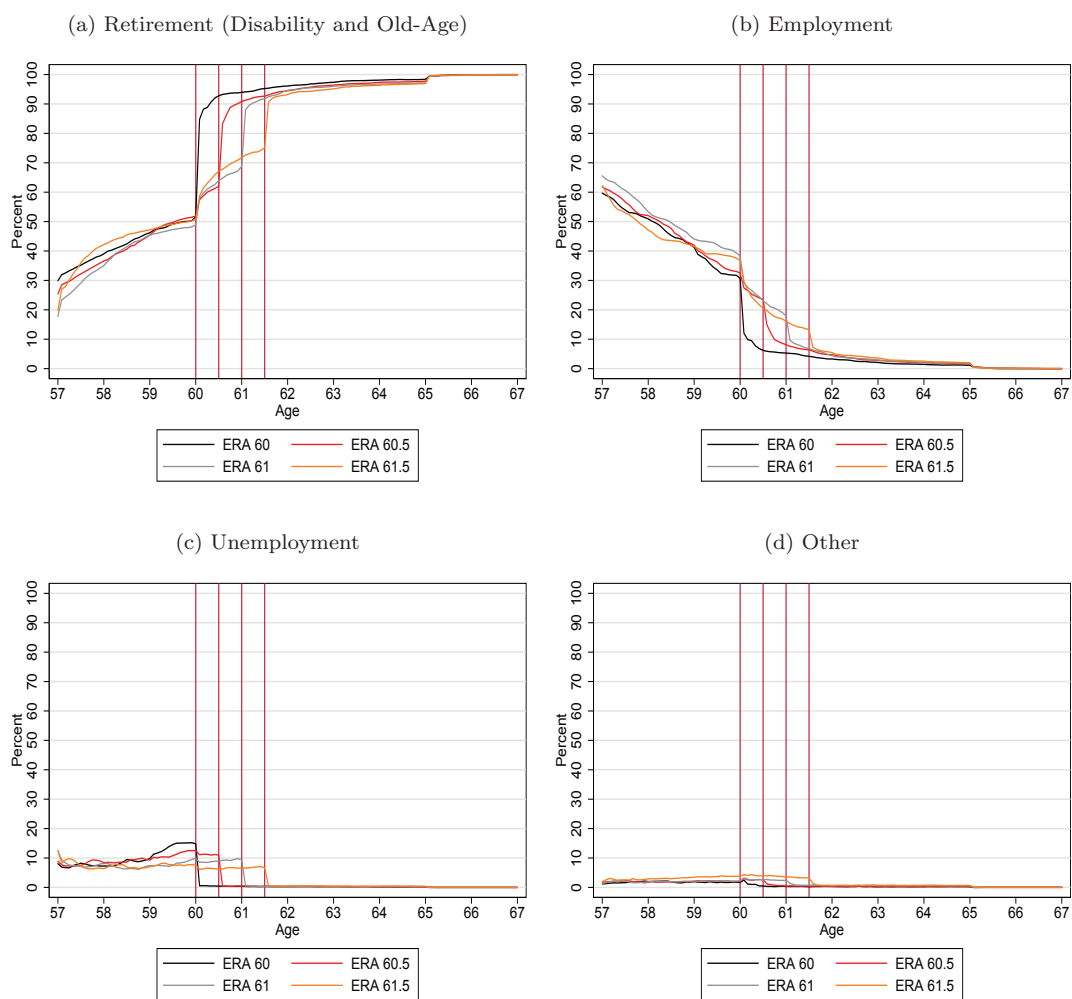 (a) Retirement (Disability and Old-Age)
Percent
0 10 20 30 40 50 60 70 80 90 100
57 58 59 60 61 62 63 64 65 66 67
Age
ERA 60 ERA 60.5
ERA 61 ERA 61.5
(b) Employment
Percent
0 10 20 30 40 50 60 70 80 90 100
57 58 59 60 61 62 63 64 65 66 67
Age
ERA 60 ERA 60.5
ERA 61 ERA 61.5
(c) Unemployment
Percent
0 10 20 30 40 50 60 70 80 90 100
57 58 59 60 61 62 63 64 65 66 67
Age
ERA 60 ERA 60.5
ERA 61 ERA 61.5
(d) Other
Percent
0 10 20 30 40 50 60 70 80 90 100
57 58 59 60 61 62 63 64 65 66 67
Age
ERA 60 ERA 60.5
ERA 61 ERA 61.5